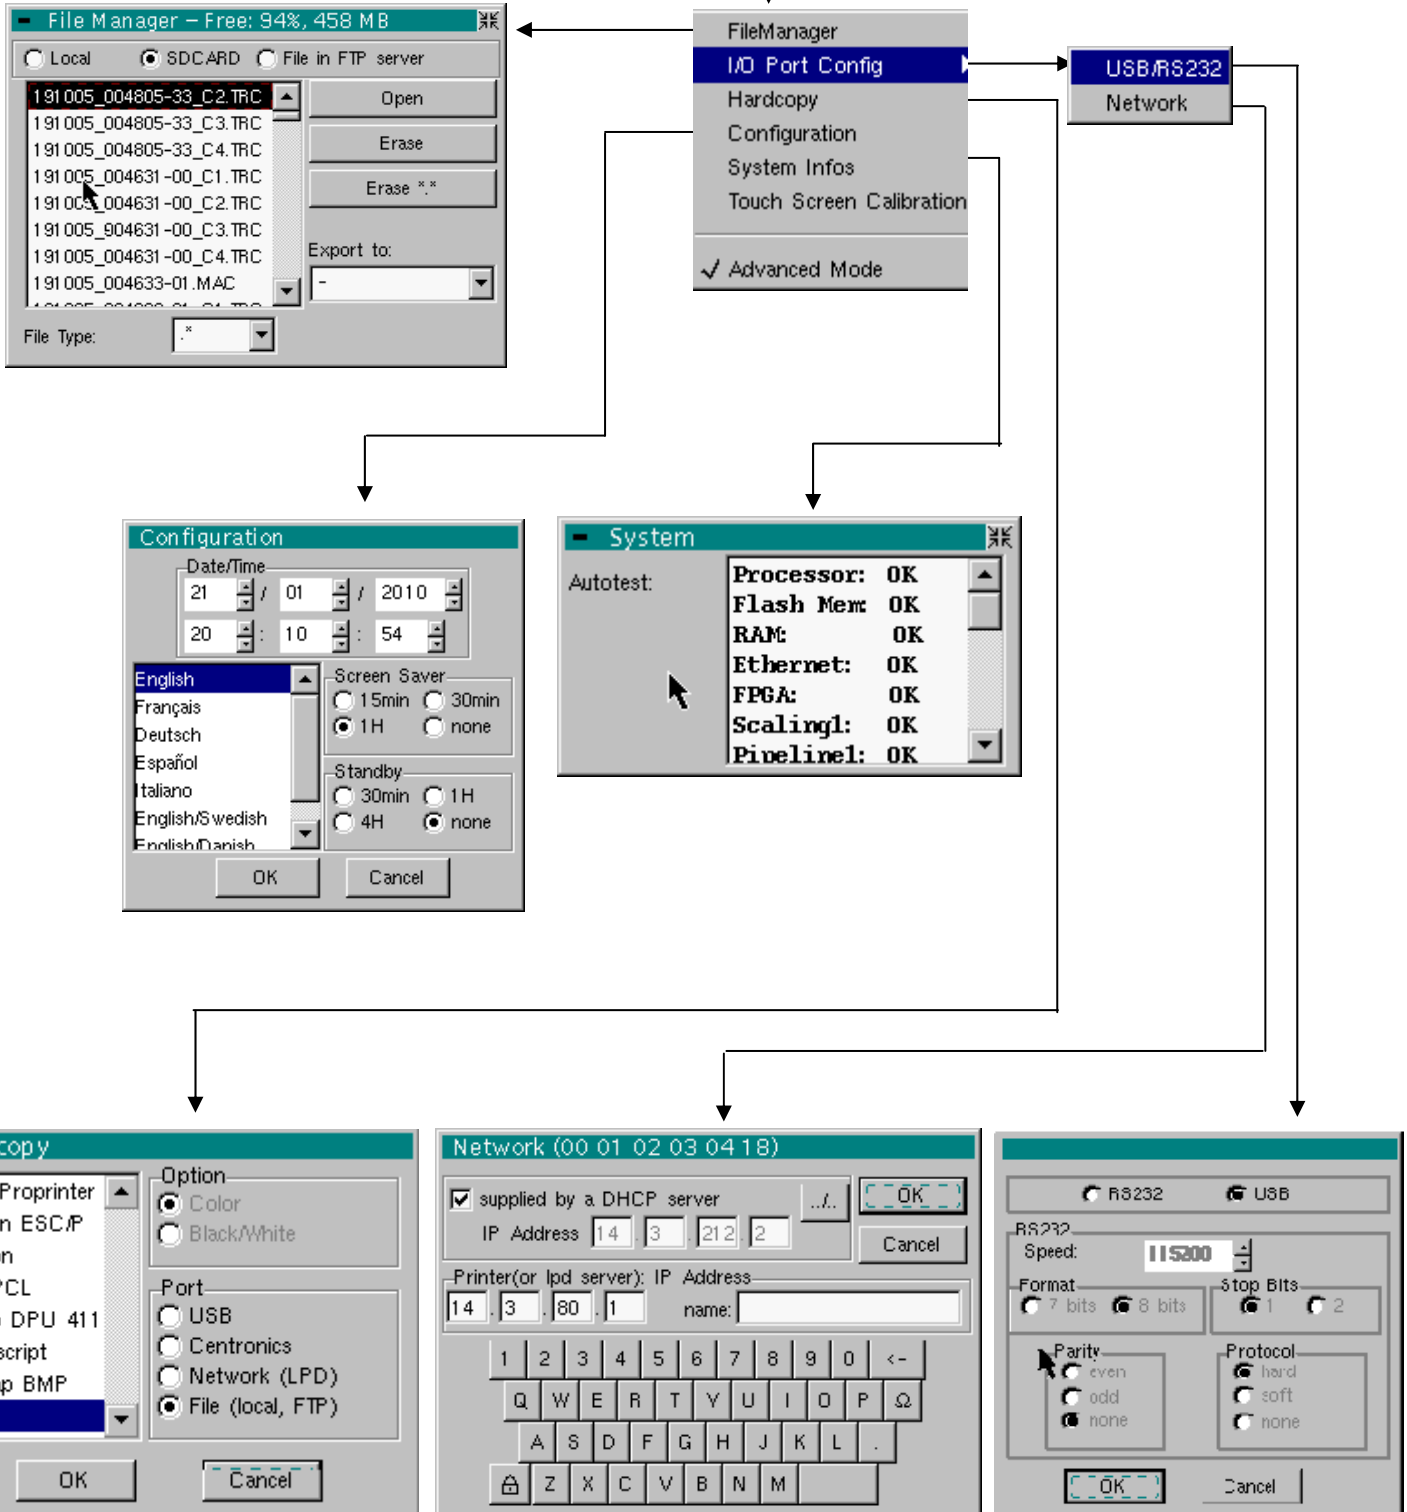 File Manager – Free: 94%, 458 MB
Local SDCARD File in FTP server
191005_004805-33_C2.TRC
191005_004805-33_C3.TRC
191005_004805-33_C4.TRC
191005_004631-00_C1.TRC
191005_004631-00_C2.TRC
191005_904631-00_C3.TRC
191005_004631-00_C4.TRC
191005_004633-01.MAC
Open
Erase
Erase *.*
Export to:
-
File Type: .*
FileManager
I/O Port Config
Hardcopy
Configuration
System Infos
Touch Screen Calibration
✓ Advanced Mode
USB/RS232
Network
Configuration
Date/Time
21 / 01 / 2010
20 : 10 : 54
English
Français
Deutsch
Español
Italiano
English/Swedish
English/Danish
Screen Saver
15min 30min
1H none
Standby
30min 1H
4H none
OK Cancel
System
Autotest:
Processor: OK
Flash Mem: OK
RAM: OK
Ethernet: OK
FPGA: OK
Scaling1: OK
Pipeline1: OK
copy
Proprinter
n ESC/P
on
PCL
DPU 411
script
p BMP
Option
Color
Black/White
Port
USB
Centronics
Network (LPD)
File (local, FTP)
OK Cancel
Network (00 01 02 03 04 18)
supplied by a DHCP server ../..
IP Address 14 . 3 . 212 . 2
OK
Cancel
Printer(or lpd server): IP Address
14 . 3 . 80 . 1 name:
1 2 3 4 5 6 7 8 9 0 <-
Q W E R T Y U I O P Ω
A S D F G H J K L .
Z X C V B N M
RS232 USB
RS232
Speed: 115200
Format
7 bits 8 bits
Stop Bits
1 2
Parity
even
odd
none
Protocol
hard
soft
none
OK Cancel